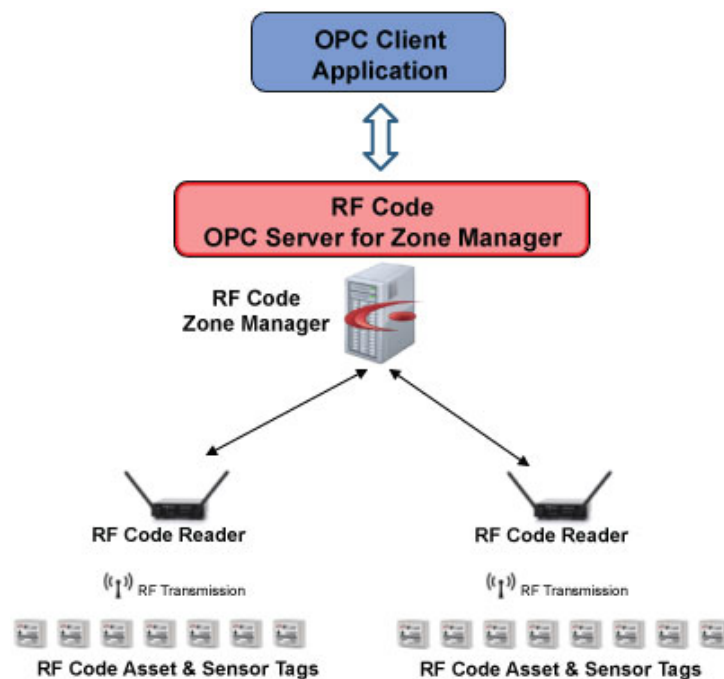 OPC Client
Application
RF Code
OPC Server for Zone Manager
RF Code
Zone Manager
RF Code Reader
RF Code Reader
RF Transmission
RF Transmission
RF Code Asset & Sensor Tags
RF Code Asset & Sensor Tags